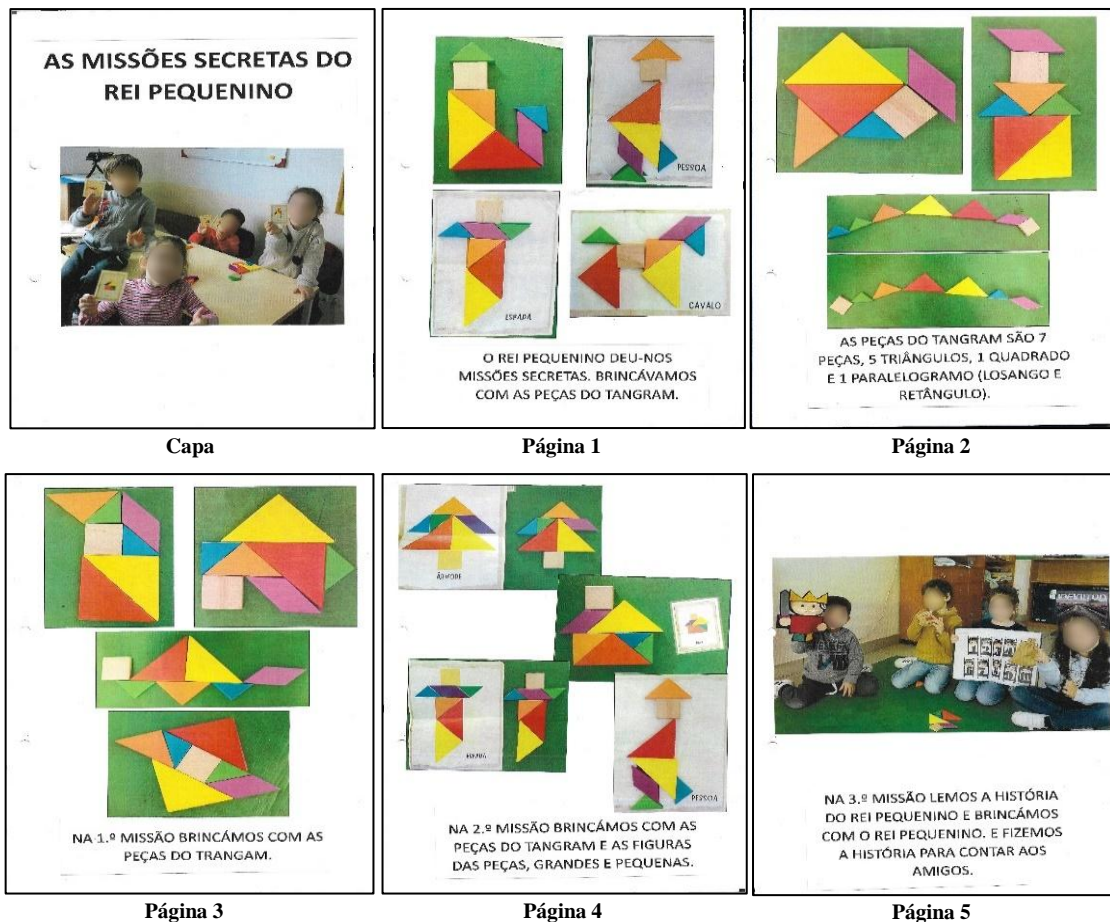 AS MISSÕES SECRETAS DO
REI PEQUENINO
Capa
PESSOA
ESPADA
CAVALO
O REI PEQUENINO DEU-NOS
MISSÕES SECRETAS. BRINCÁVAMOS
COM AS PEÇAS DO TANGRAM.
Página 1
AS PEÇAS DO TANGRAM SÃO 7
PEÇAS, 5 TRIÂNGULOS, 1 QUADRADO
E 1 PARALELOGRAMO (LOSANGO E
RETÂNGULO).
Página 2
NA 1.º MISSÃO BRINCÁMOS COM AS
PEÇAS DO TRANGAM.
Página 3
ÁRVORE
ESPADA
PESSOA
NA 2.º MISSÃO BRINCÁMOS COM AS
PEÇAS DO TANGRAM E AS FIGURAS
DAS PEÇAS, GRANDES E PEQUENAS.
Página 4
NA 3.º MISSÃO LEMOS A HISTÓRIA
DO REI PEQUENINO E BRINCÁMOS
COM O REI PEQUENINO. E FIZEMOS
A HISTÓRIA PARA CONTAR AOS
AMIGOS.
Página 5